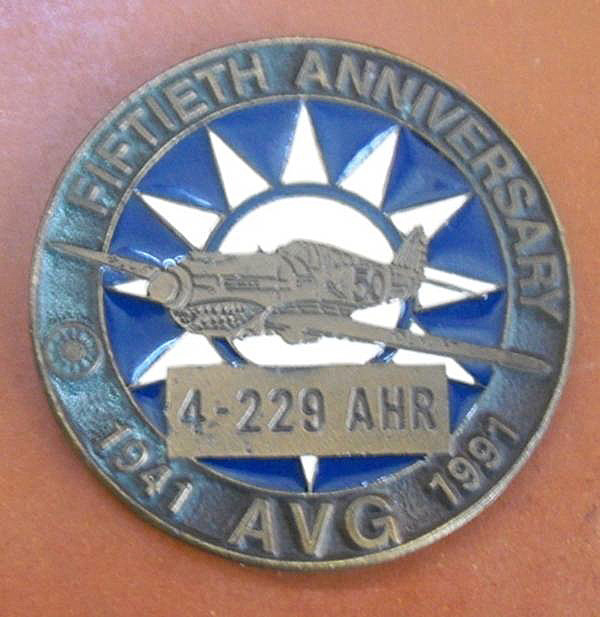 FIFTIETH ANNIVERSARY
50
4-229 AHR
1941 AVG 1991